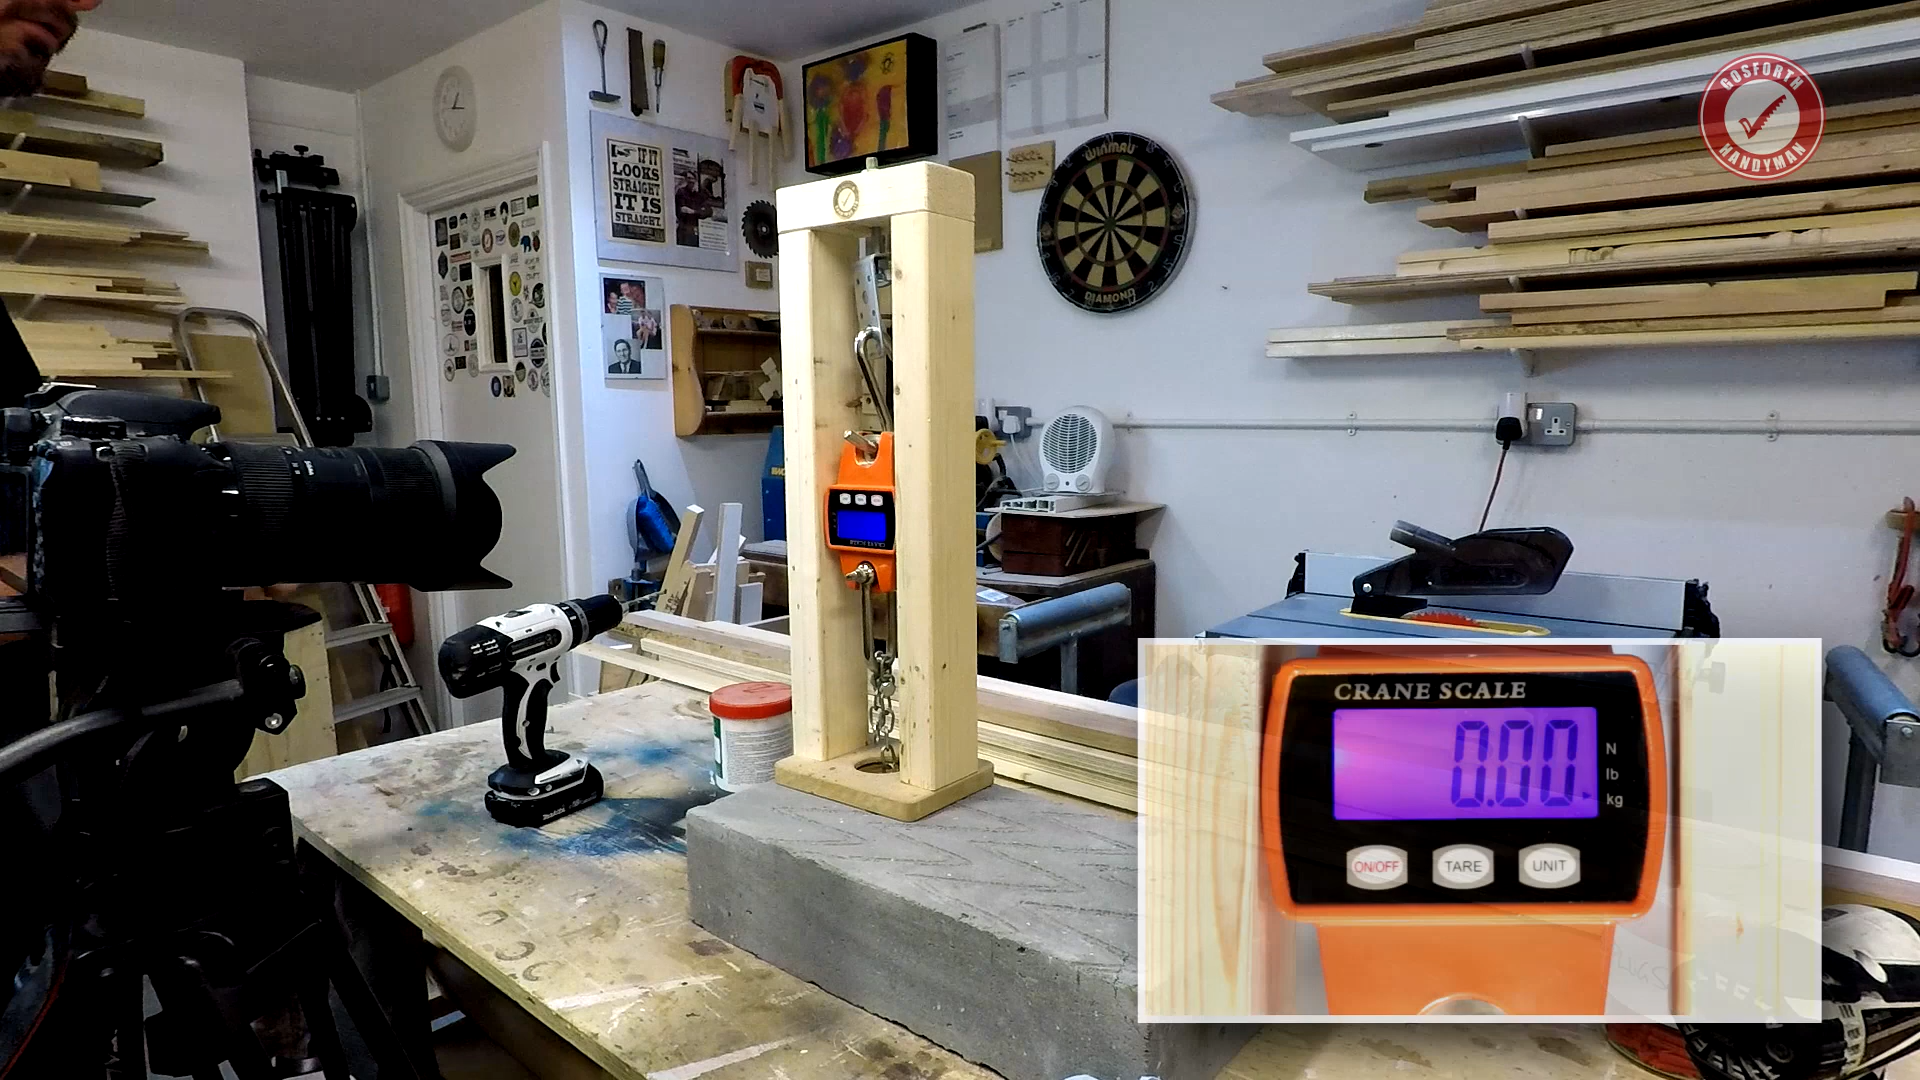 GOSFORTH
HANDYMAN
IF IT
LOOKS
STRAIGHT
IT IS
STRAIGHT.
WINMAU
DIAMOND
CRANE SCALE
0.00
N
lb
kg
ON/OFF
TARE
UNIT